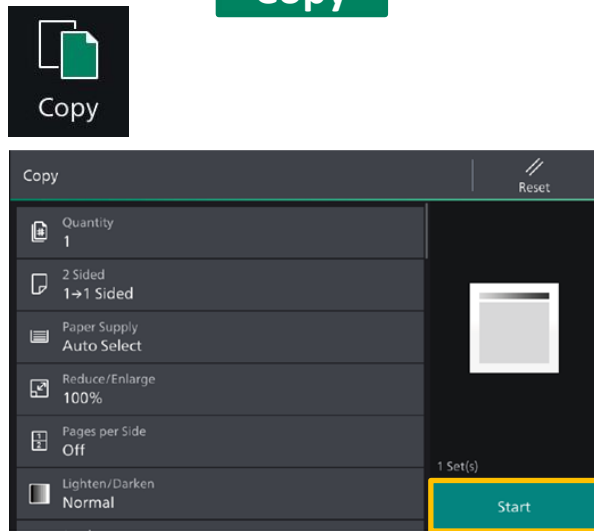 Copy
Copy
Copy
Reset
Quantity
1
2 Sided
1→1 Sided
Paper Supply
Auto Select
Reduce/Enlarge
100%
Pages per Side
Off
Lighten/Darken
Normal
1 Set(s)
Start